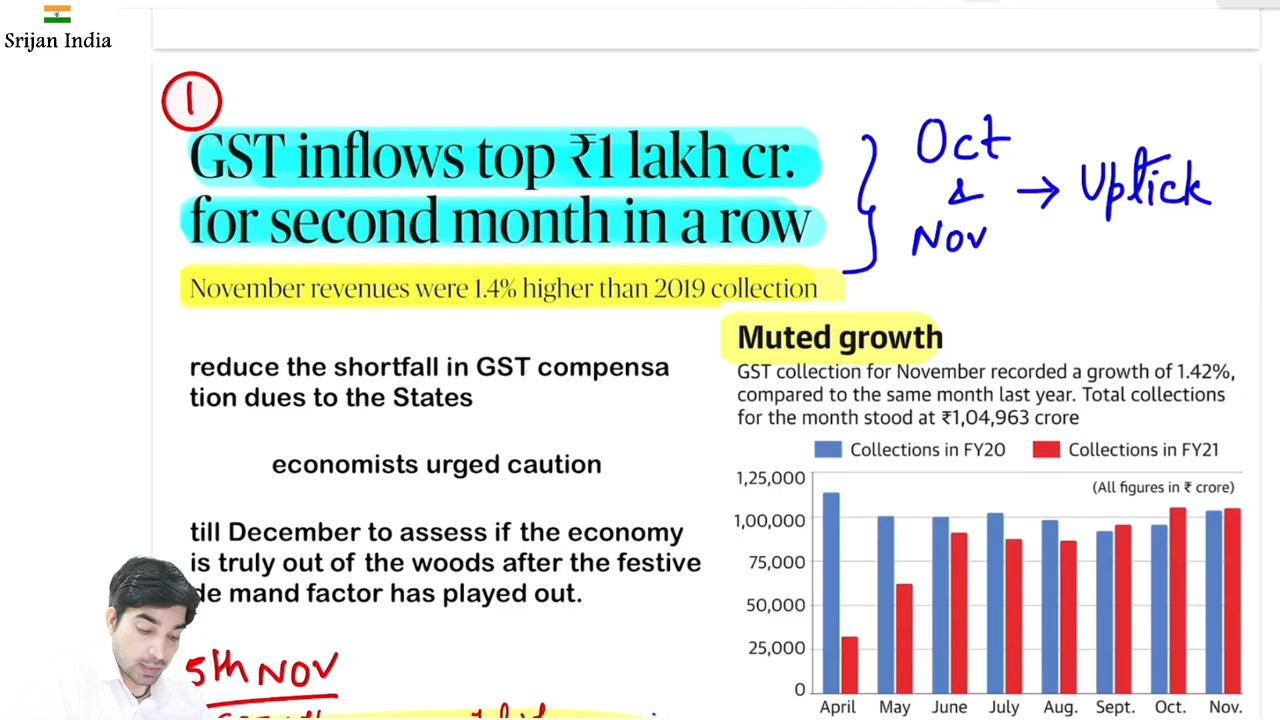 Srijan India
1
GST inflows top ₹1 lakh cr.
for second month in a row
Oct
&
Nov
→ Uptick
November revenues were 1.4% higher than 2019 collection
reduce the shortfall in GST compensa
tion dues to the States
economists urged caution
till December to assess if the economy
is truly out of the woods after the festive
de mand factor has played out.
5th NOV
Muted growth
GST collection for November recorded a growth of 1.42%,
compared to the same month last year. Total collections
for the month stood at ₹1,04,963 crore
Collections in FY20 Collections in FY21
(All figures in ₹ crore)
1,25,000
1,00,000
75,000
50,000
25,000
0
April May June July Aug. Sept. Oct. Nov.